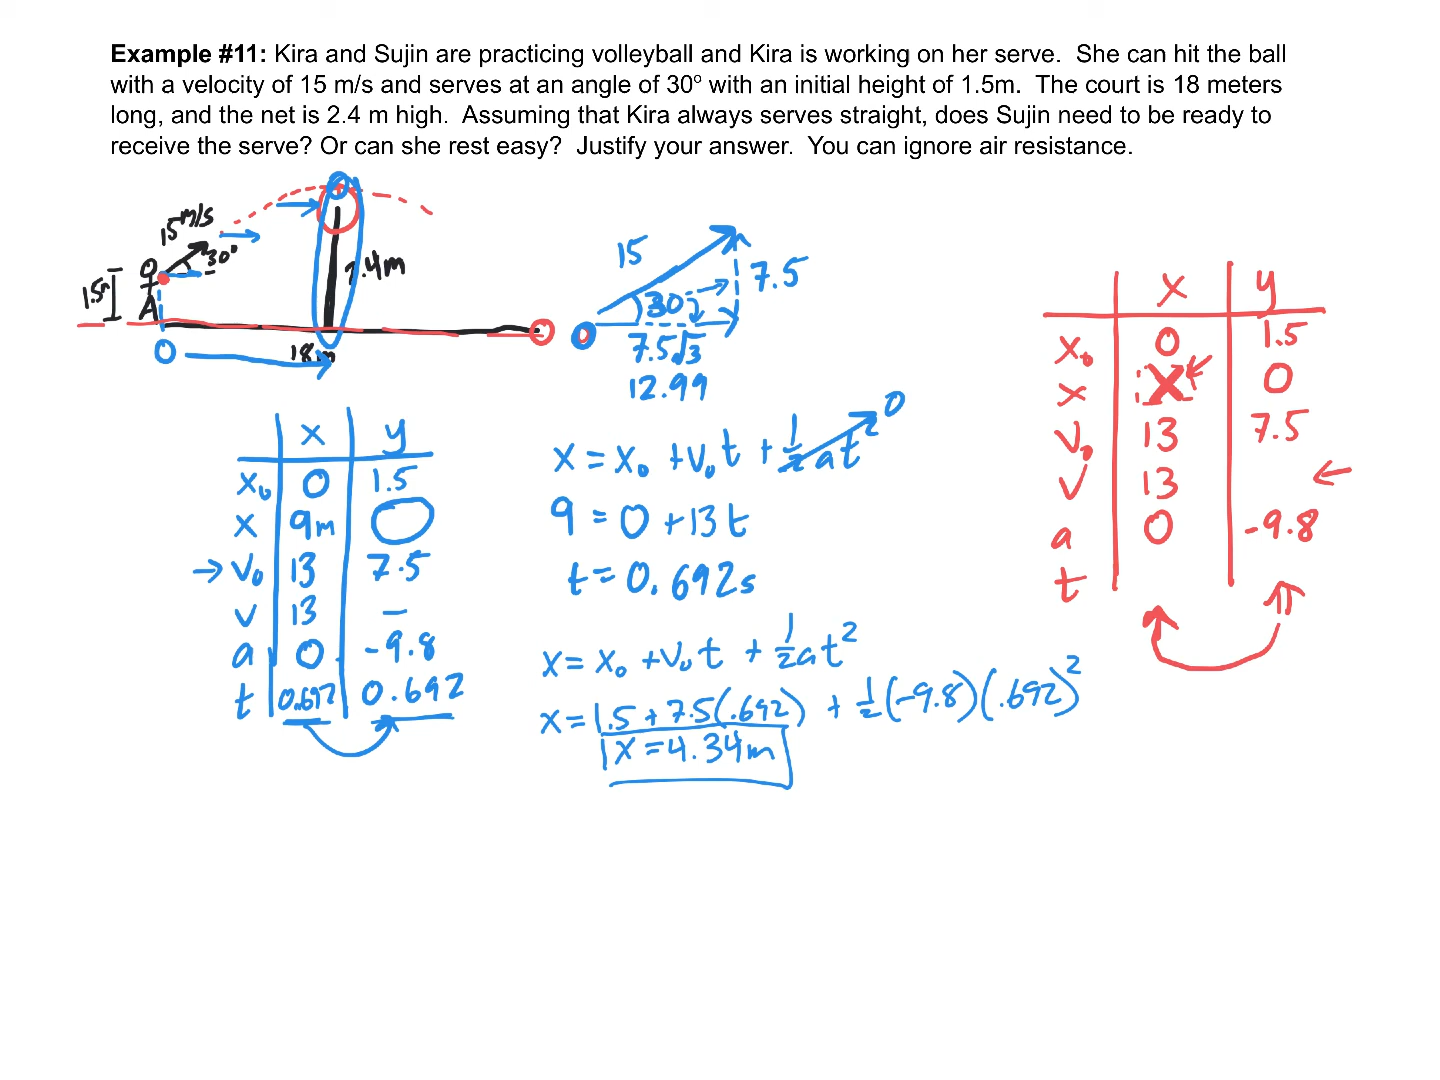 Example #11: Kira and Sujin are practicing volleyball and Kira is working on her serve. She can hit the ball
with a velocity of 15 m/s and serves at an angle of 30° with an initial height of 1.5m. The court is 18 meters
long, and the net is 2.4 m high. Assuming that Kira always serves straight, does Sujin need to be ready to
receive the serve? Or can she rest easy? Justify your answer. You can ignore air resistance.
15 m/s
30°
1.5m
2.4m
18m
0
15
30°
7.5
7.5√3
12.99
x y
x₀ 0 1.5
x 9m
→ v₀ 13 7.5
v 13 –
a 0 -9.8
t 0.692 0.692
x = x₀ + v₀t + ½at² 0
9 = 0 + 13t
t = 0.692s
x = x₀ + v₀t + ½at²
x = 1.5 + 7.5(.692) + ½(-9.8)(.692)²
x = 4.34m
x y
x₀ 0 1.5
x X 0
v₀ 13 7.5
v 13 ←
a 0 -9.8
t